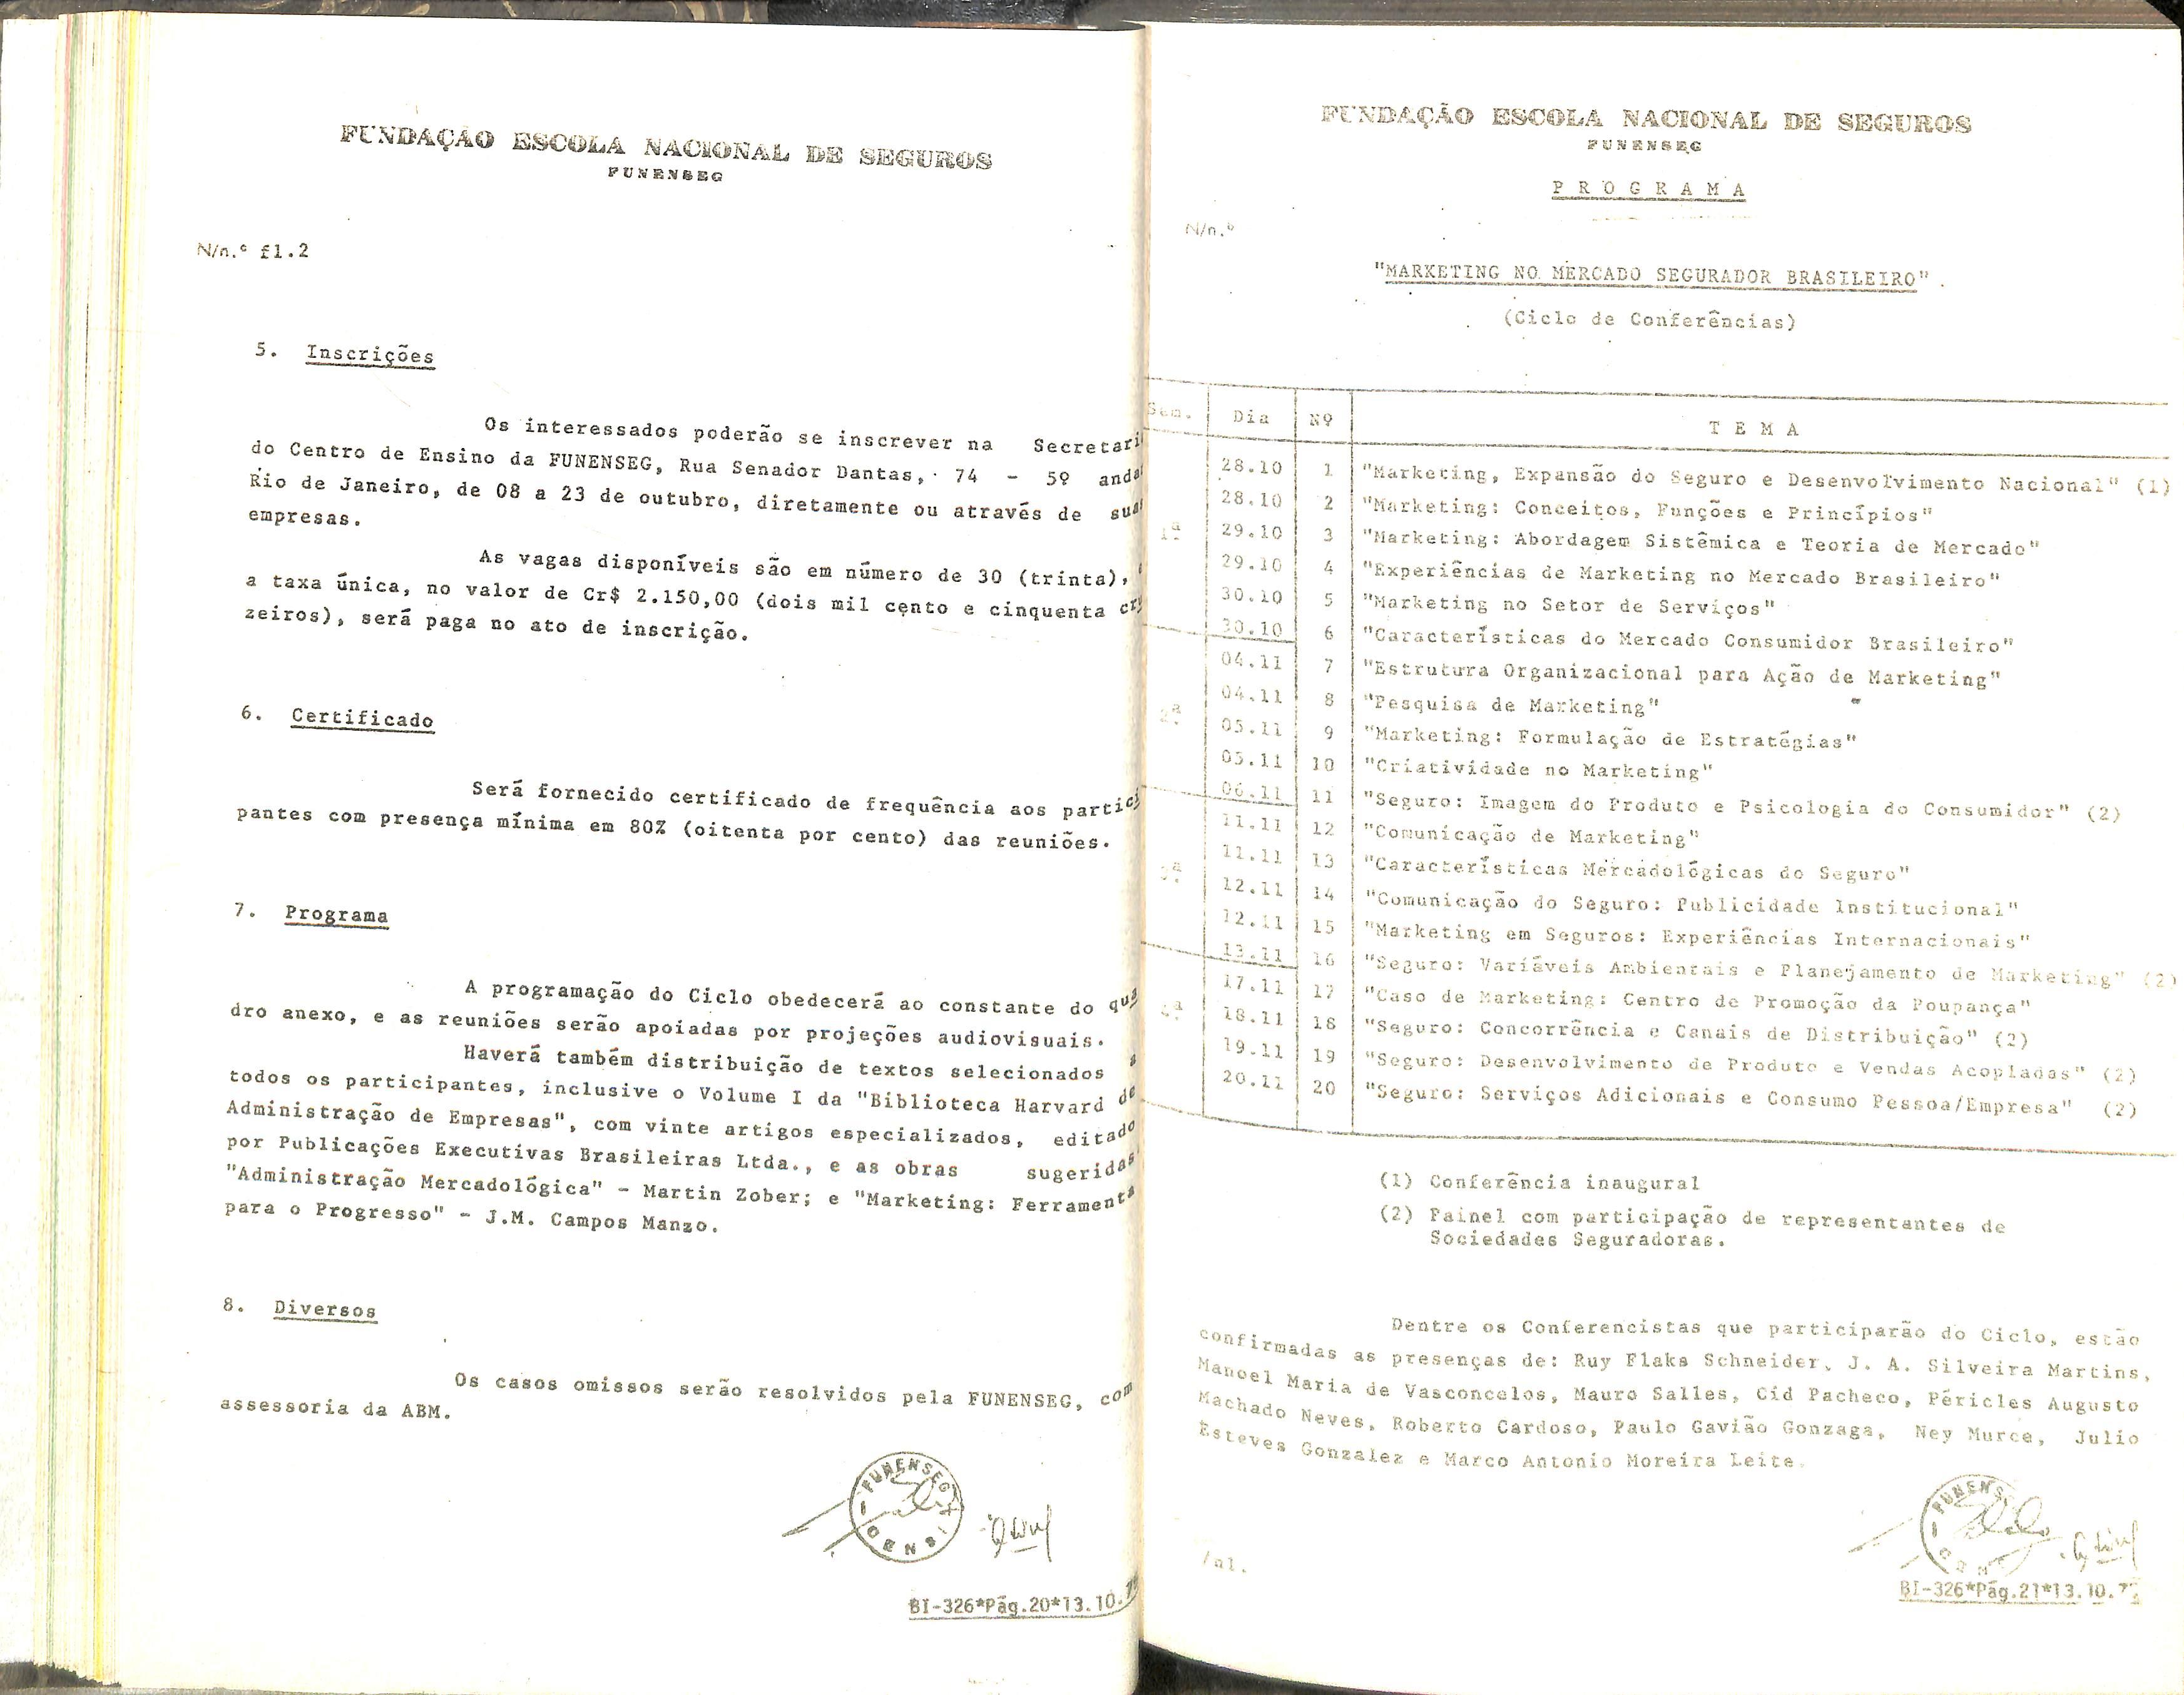 FUNDAÇÃO ESCOLA NACIONAL DE SEGUROS
FUNENSEG
N/n.º fl.2
5. Inscrições
Os interessados poderão se inscrever na Secretari
do Centro de Ensino da FUNENSEG, Rua Senador Dantas, 74 - 5º anda
Rio de Janeiro, de 08 a 23 de outubro, diretamente ou através de suas
empresas.
As vagas disponíveis são em número de 30 (trinta),
a taxa única, no valor de Cr$ 2.150,00 (dois mil cento e cinquenta cru
zeiros), será paga no ato de inscrição.
6. Certificado
Será fornecido certificado de frequência aos partici
pantes com presença mínima em 80% (oitenta por cento) das reuniões.
7. Programa
A programação do Ciclo obedecerá ao constante do qua
dro anexo, e as reuniões serão apoiadas por projeções audiovisuais.
Haverá também distribuição de textos selecionados a
todos os participantes, inclusive o Volume I da "Biblioteca Harvard de
Administração de Empresas", com vinte artigos especializados, editado
por Publicações Executivas Brasileiras Ltda., e as obras sugeridas
"Administração Mercadológica" - Martin Zober; e "Marketing: Ferramenta
para o Progresso" - J.M. Campos Manzo.
8. Diversos
Os casos omissos serão resolvidos pela FUNENSEG, com
assessoria da ABM.
FUNENSEG
BI-326*Pág.20*13.10.
FUNDAÇÃO ESCOLA NACIONAL DE SEGUROS
FUNENSEG
PROGRAMA
N/n.º
"MARKETING NO MERCADO SEGURADOR BRASILEIRO".
(Ciclo de Conferências)
Sem. Dia Nº TEMA
28.10 1 "Marketing, Expansão do Seguro e Desenvolvimento Nacional" (1)
28.10 2 "Marketing: Conceitos, Funções e Princípios"
1ª 29.10 3 "Marketing: Abordagem Sistêmica e Teoria de Mercado"
29.10 4 "Experiências de Marketing no Mercado Brasileiro"
30.10 5 "Marketing no Setor de Serviços"
30.10 6 "Características do Mercado Consumidor Brasileiro"
04.11 7 "Estrutura Organizacional para Ação de Marketing"
04.11 8 "Pesquisa de Marketing"
2ª 05.11 9 "Marketing: Formulação de Estratégias"
05.11 10 "Criatividade no Marketing"
06.11 11 "Seguro: Imagem do Produto e Psicologia do Consumidor" (2)
11.11 12 "Comunicação de Marketing"
11.11 13 "Características Mercadológicas do Seguro"
3ª 12.11 14 "Comunicação do Seguro: Publicidade Institucional"
12.11 15 "Marketing em Seguros: Experiências Internacionais"
13.11 16 "Seguro: Variáveis Ambientais e Planejamento de Marketing" (2)
17.11 17 "Caso de Marketing: Centro de Promoção da Poupança"
4ª 18.11 18 "Seguro: Concorrência e Canais de Distribuição" (2)
19.11 19 "Seguro: Desenvolvimento de Produto e Vendas Acopladas" (2)
20.11 20 "Seguro: Serviços Adicionais e Consumo Pessoa/Empresa" (2)
(1) Conferência inaugural
(2) Painel com participação de representantes de
Sociedades Seguradoras.
Dentre os Conferencistas que participarão do Ciclo, estão
confirmadas as presenças de: Ruy Flaks Schneider, J. A. Silveira Martins,
Manoel Maria de Vasconcelos, Mauro Salles, Cid Pacheco, Péricles Augusto
Machado Neves, Roberto Cardoso, Paulo Gavião Gonzaga, Ney Murce, Julio
Esteves Gonzalez e Marco Antonio Moreira Leite.
/nl.
BI-326*Pág.21*13.10.